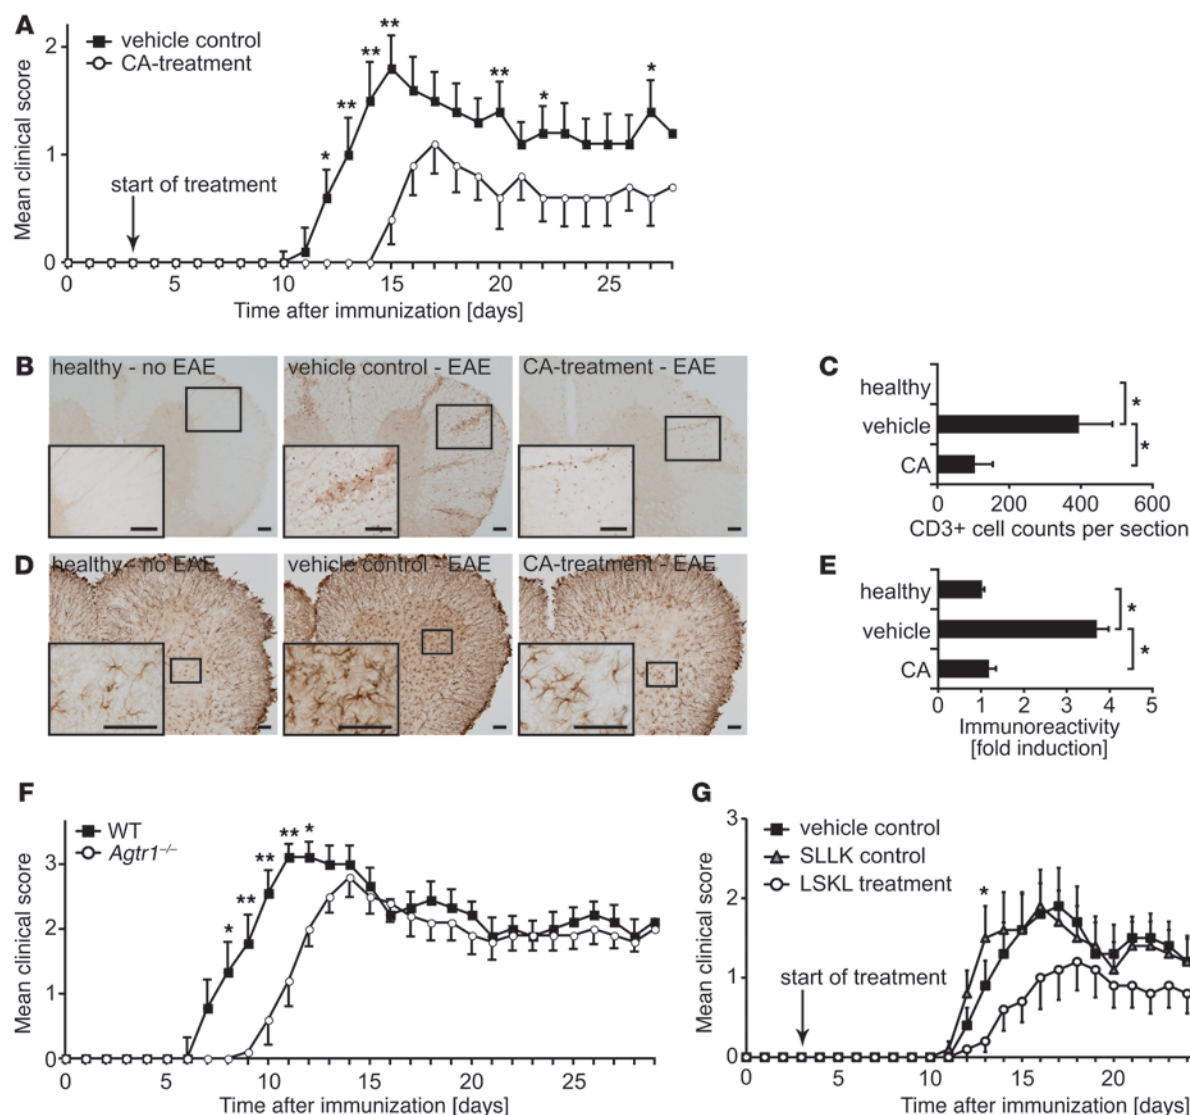 A
vehicle control
CA-treatment
Mean clinical score
2
1
0
* ** ** ** ** * *
start of treatment
0 5 10 15 20 25
Time after immunization [days]
B
healthy - no EAE
vehicle control - EAE
CA-treatment - EAE
C
healthy
vehicle
CA
*
*
0 200 400 600
CD3+ cell counts per section
D
healthy - no EAE
vehicle control - EAE
CA-treatment - EAE
E
healthy
vehicle
CA
*
*
0 1 2 3 4 5
Immunoreactivity
[fold induction]
F
WT
Agtr1–/–
Mean clinical score
3
2
1
0
* ** ** ** *
0 5 10 15 20 25
Time after immunization [days]
G
vehicle control
SLLK control
LSKL treatment
Mean clinical score
3
2
1
0
*
start of treatment
0 5 10 15 20
Time after immunization [days]